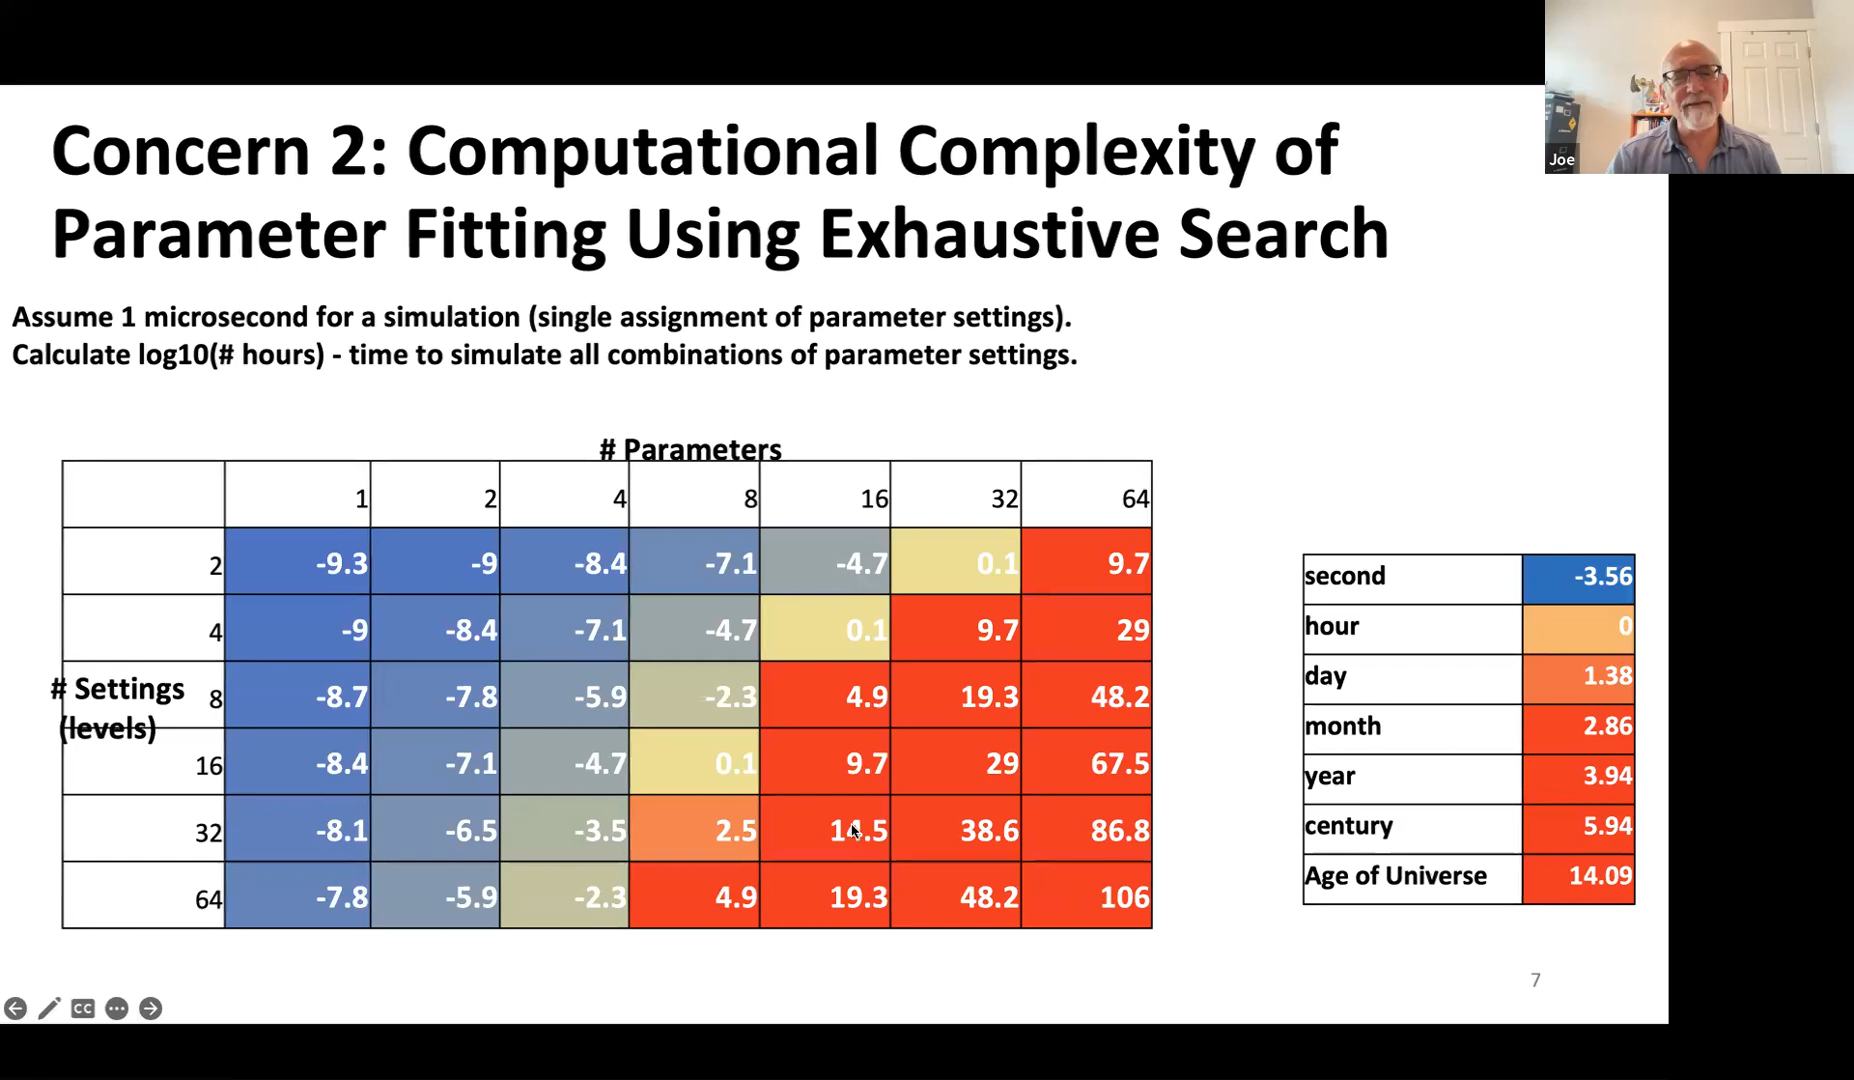 Joe
Concern 2: Computational Complexity of
Parameter Fitting Using Exhaustive Search
Assume 1 microsecond for a simulation (single assignment of parameter settings).
Calculate log10(# hours) - time to simulate all combinations of parameter settings.
# Parameters
1 2 4 8 16 32 64
2 -9.3 -9 -8.4 -7.1 -4.7 0.1 9.7
4 -9 -8.4 -7.1 -4.7 0.1 9.7 29
# Settings
(levels)
8 -8.7 -7.8 -5.9 -2.3 4.9 19.3 48.2
16 -8.4 -7.1 -4.7 0.1 9.7 29 67.5
32 -8.1 -6.5 -3.5 2.5 14.5 38.6 86.8
64 -7.8 -5.9 -2.3 4.9 19.3 48.2 106
second -3.56
hour 0
day 1.38
month 2.86
year 3.94
century 5.94
Age of Universe 14.09
7
CC